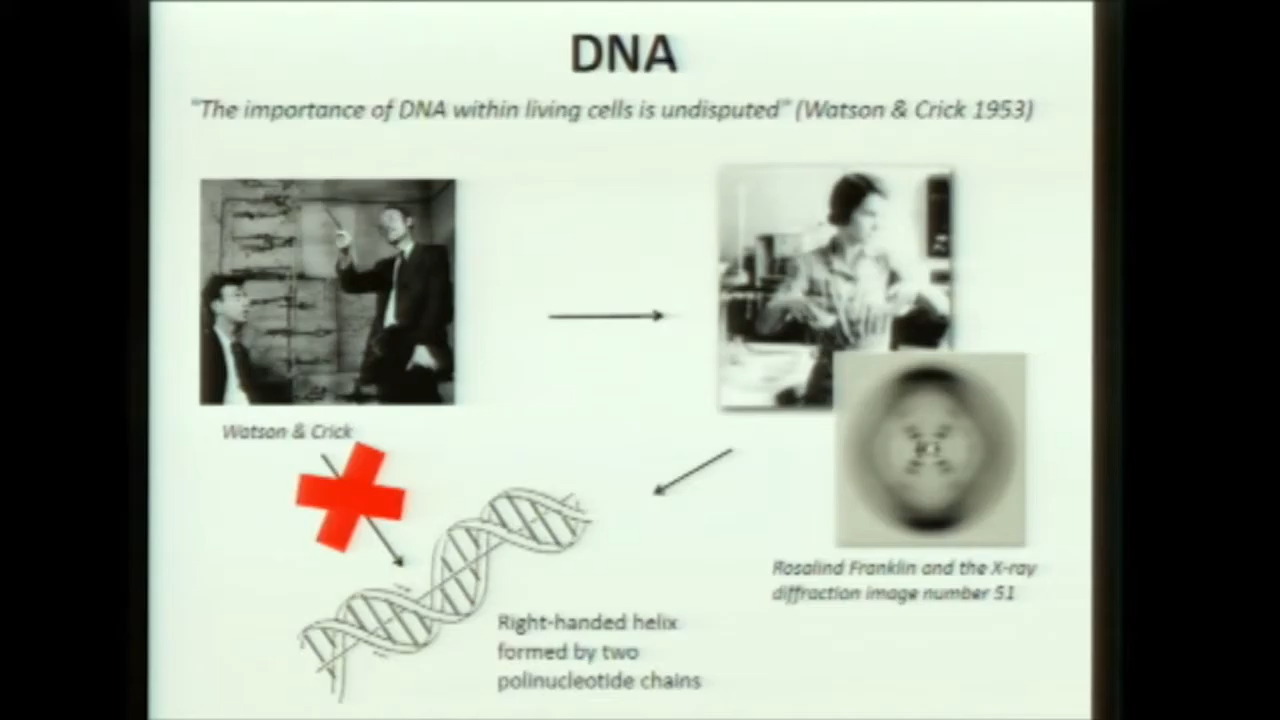 DNA
"The importance of DNA within living cells is undisputed" (Watson & Crick 1953)
Watson & Crick
Rosalind Franklin and the X-ray
diffraction image number 51
Right-handed helix
formed by two
polinucleotide chains